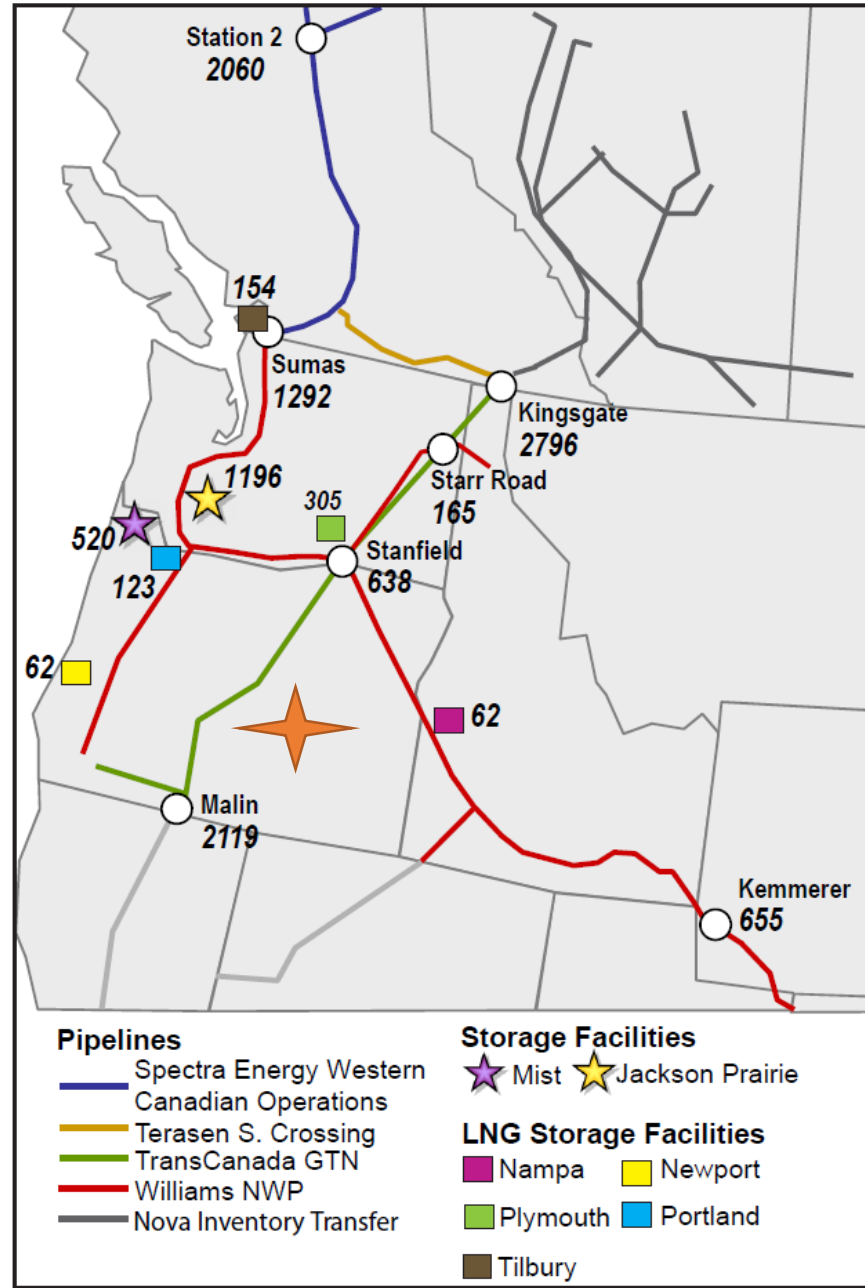 Station 2
2060
154
Sumas
1292
Kingsgate
2796
1196
Starr Road
165
305
520
Stanfield
638
123
62
62
Malin
2119
Kemmerer
655
Pipelines
Spectra Energy Western
Canadian Operations
Terasen S. Crossing
TransCanada GTN
Williams NWP
Nova Inventory Transfer
Storage Facilities
Mist
Jackson Prairie
LNG Storage Facilities
Nampa
Newport
Plymouth
Portland
Tilbury